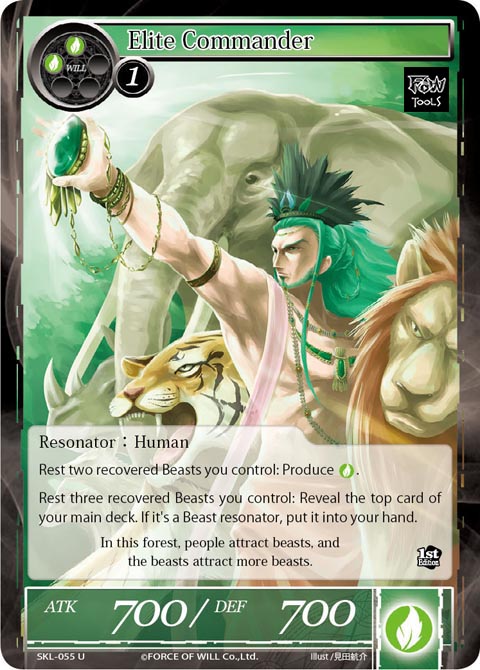 Elite Commander
WILL
1
FOW
TOOLS
Resonator : Human
Rest two recovered Beasts you control: Produce .
Rest three recovered Beasts you control: Reveal the top card of
your main deck. If it's a Beast resonator, put it into your hand.
In this forest, people attract beasts, and
the beasts attract more beasts.
1st
Edition
ATK 700 / DEF 700
SKL-055 U ©FORCE OF WILL Co.,Ltd. Illust / 見田航介